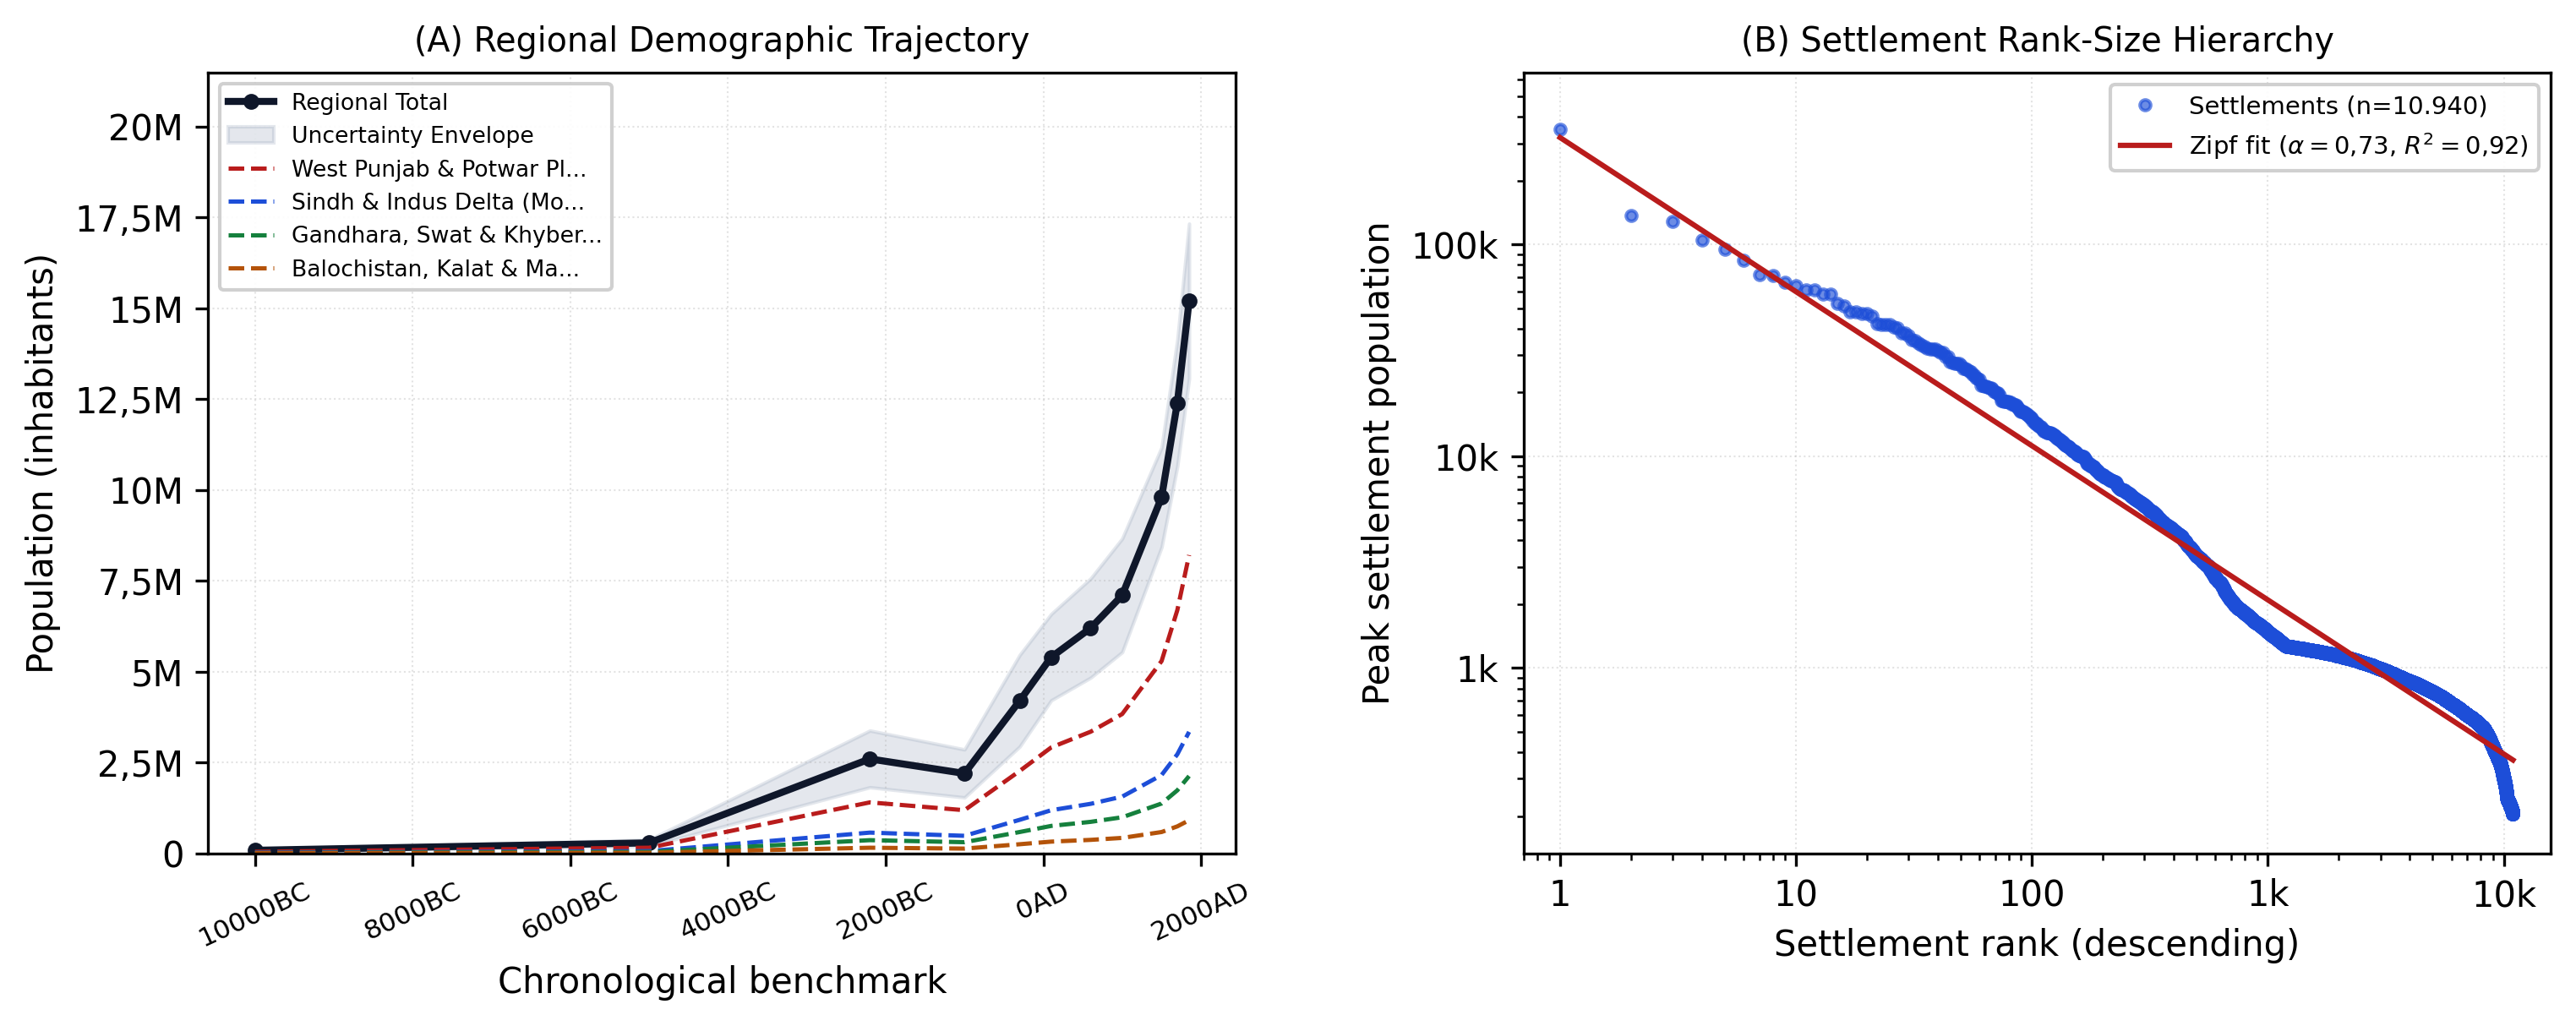 (A) Regional Demographic Trajectory
Regional Total
Uncertainty Envelope
West Punjab & Potwar Pl...
Sindh & Indus Delta (Mo...
Gandhara, Swat & Khyber...
Balochistan, Kalat & Ma...
Population (inhabitants)
20M
17,5M
15M
12,5M
10M
7,5M
5M
2,5M
0
10000BC
8000BC
6000BC
4000BC
2000BC
0AD
2000AD
Chronological benchmark
(B) Settlement Rank-Size Hierarchy
Settlements (n=10.940)
Zipf fit (α = 0,73, R² = 0,92)
Peak settlement population
100k
10k
1k
1
10
100
1k
10k
Settlement rank (descending)